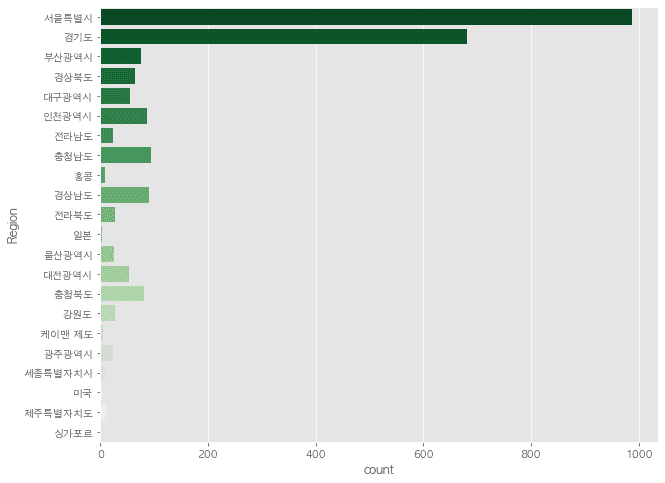 서울특별시
경기도
부산광역시
경상북도
대구광역시
인천광역시
전라남도
충청남도
홍콩
경상남도
전라북도
일본
울산광역시
대전광역시
충청북도
강원도
케이맨 제도
광주광역시
세종특별자치시
미국
제주특별자치도
싱가포르
Region
0
200
400
600
800
1000
count